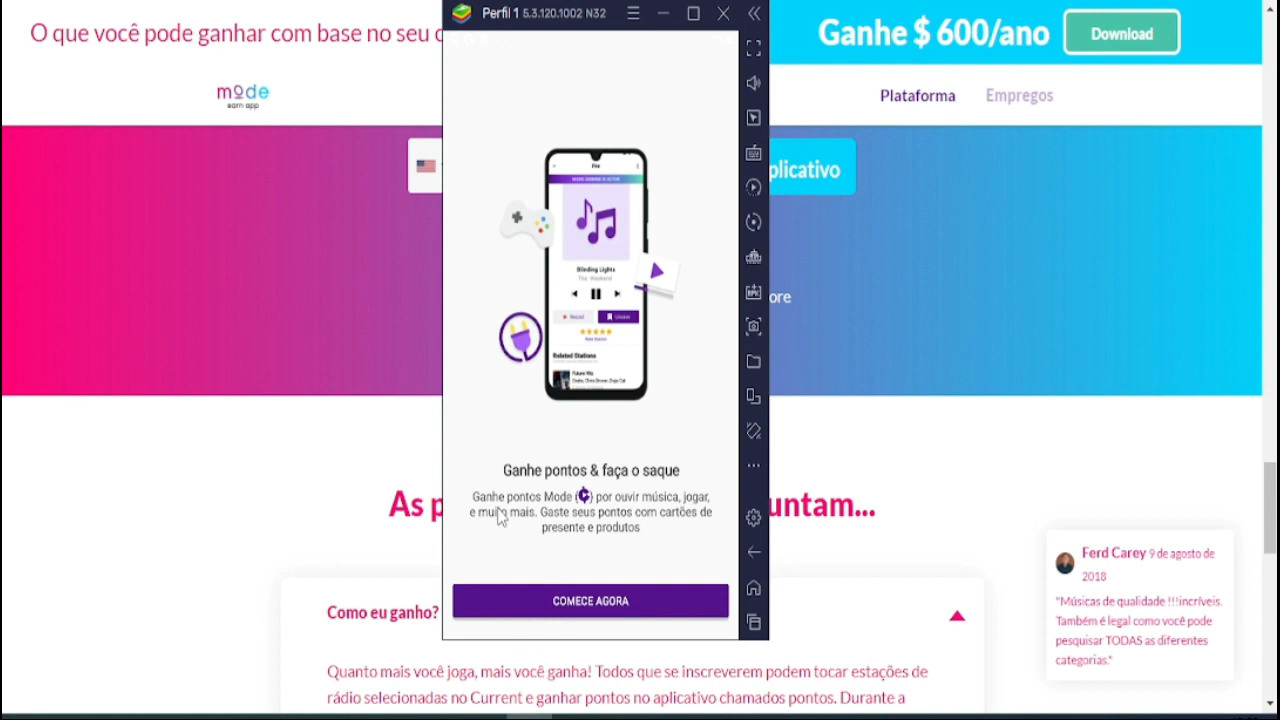 O que você pode ganhar com base no seu
Perfil 1 5.3.120.1002 N32
Ganhe $ 600/ano
Download
mode
earn app
Plataforma
Empregos
plicativo
ore
Blinding Lights
The Weeknd
Record
Related Stations
Future Hits
Ganhe pontos & faça o saque
Ganhe pontos Mode ( ) por ouvir música, jogar,
e muito mais. Gaste seus pontos com cartões de
presente e produtos
COMECE AGORA
As p
untam...
Como eu ganho?
Quanto mais você joga, mais você ganha! Todos que se inscreverem podem tocar estações de
rádio selecionadas no Current e ganhar pontos no aplicativo chamados pontos. Durante a
Ferd Carey 9 de agosto de
2018
"Músicas de qualidade !!!incríveis.
Também é legal como você pode
pesquisar TODAS as diferentes
categorias."